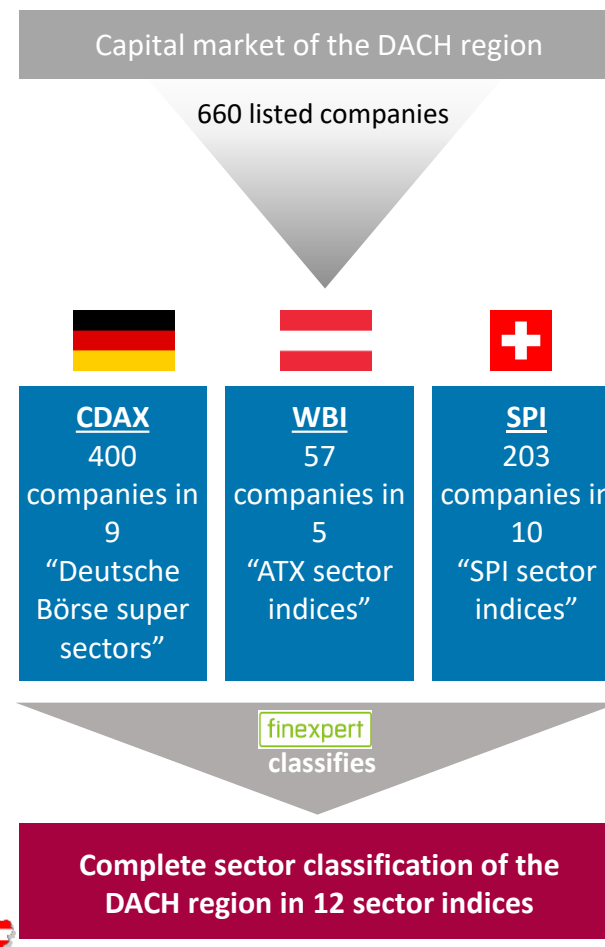 Capital market of the DACH region
660 listed companies
CDAX
400
companies in
9
“Deutsche
Börse super
sectors”
WBI
57
companies in
5
“ATX sector
indices”
SPI
203
companies in
10
“SPI sector
indices”
finexpert
classifies
Complete sector classification of the
DACH region in 12 sector indices